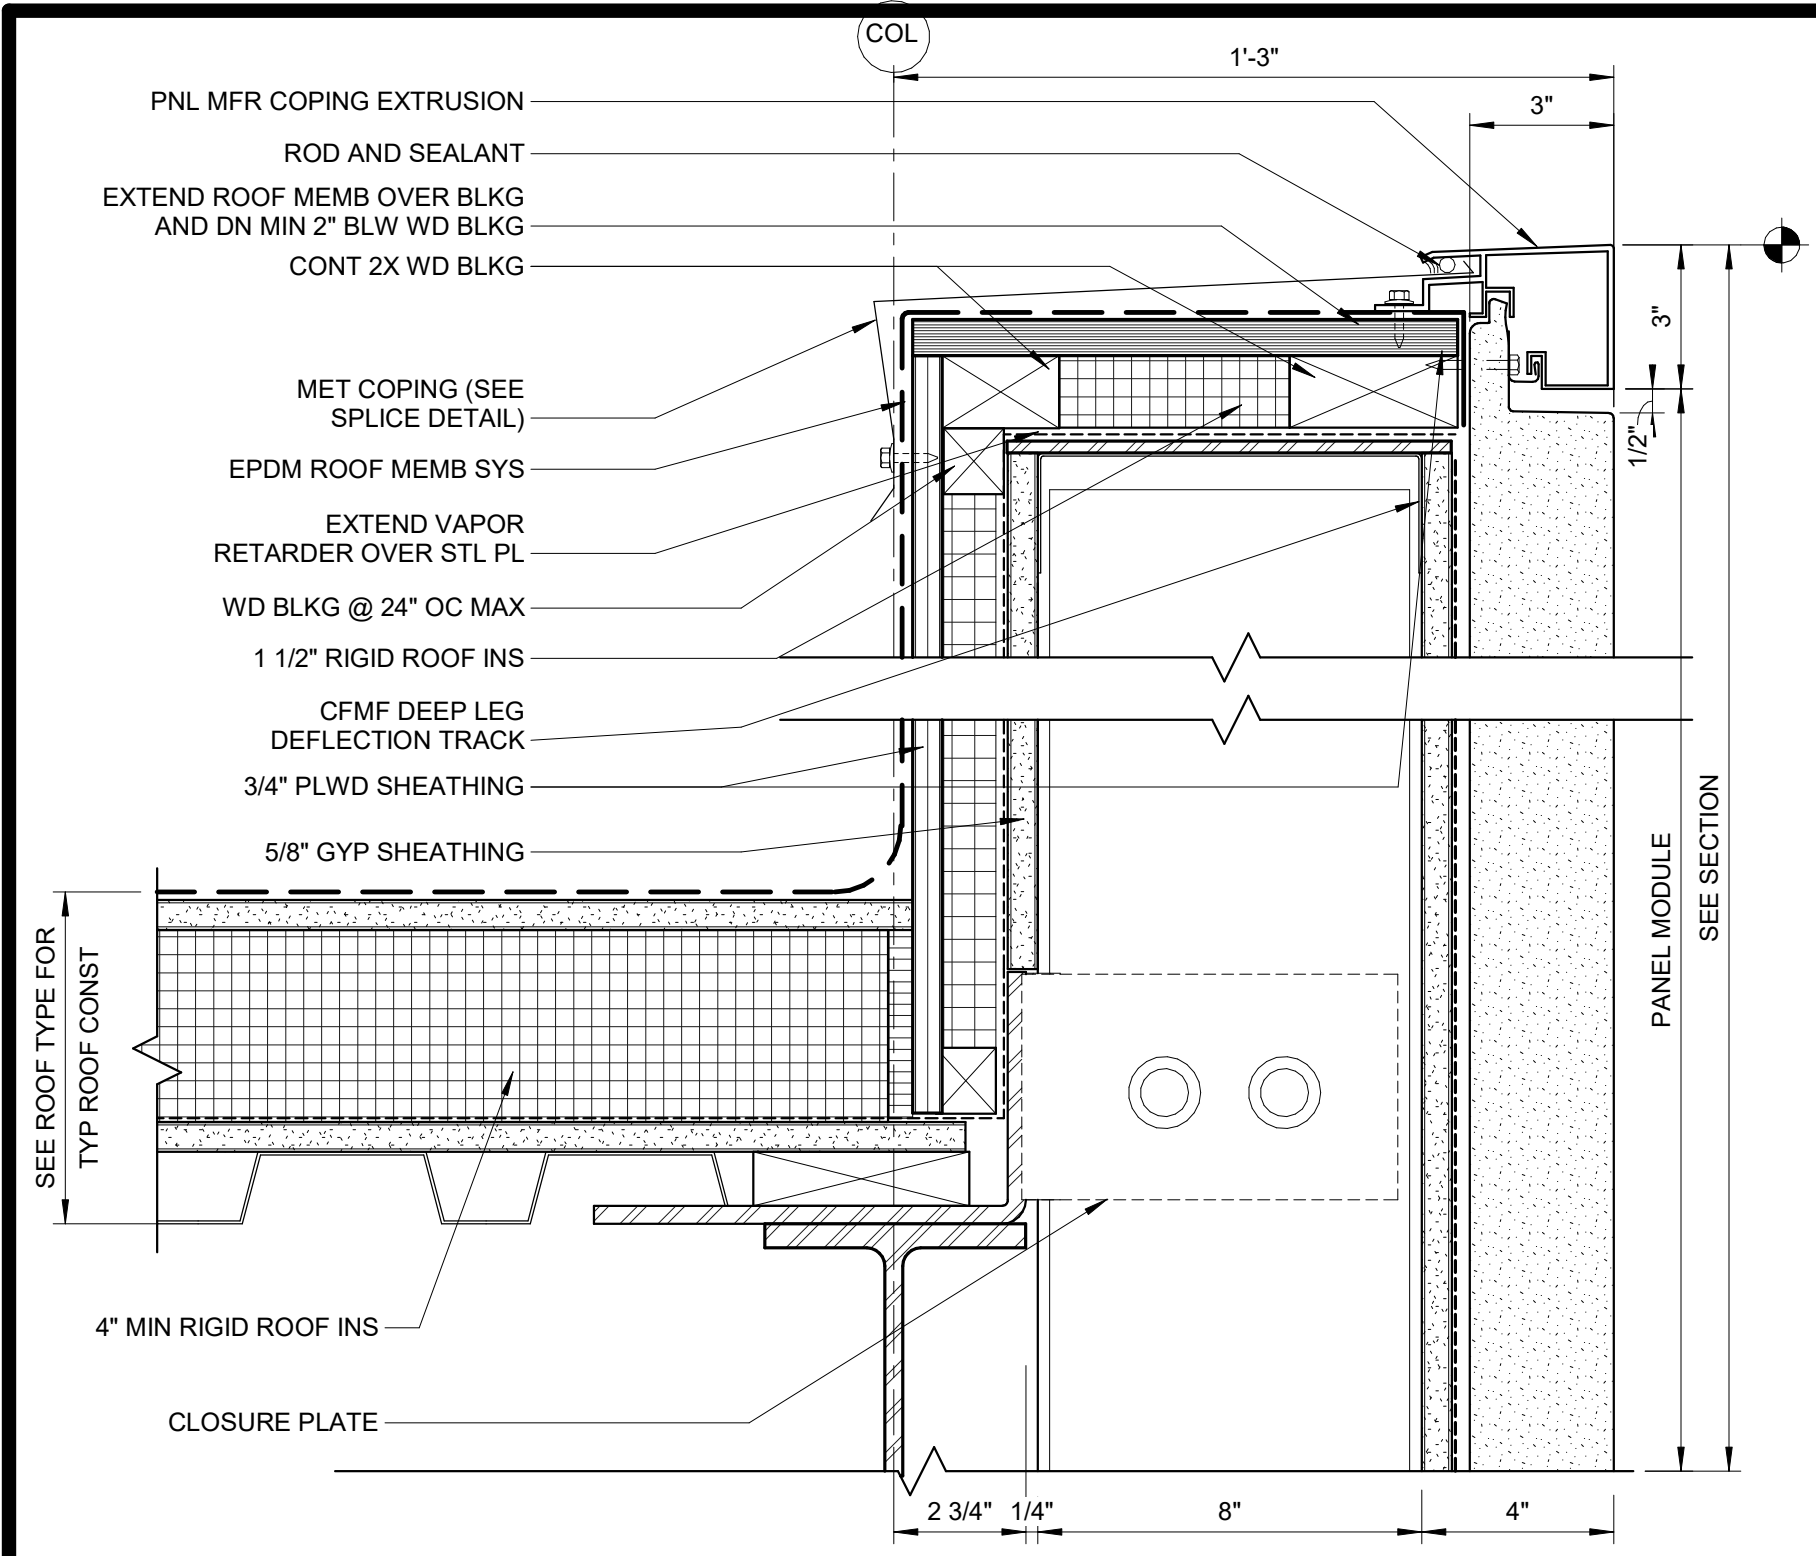 COL
1'-3"
3"
PNL MFR COPING EXTRUSION
ROD AND SEALANT
EXTEND ROOF MEMB OVER BLKG
AND DN MIN 2" BLW WD BLKG
CONT 2X WD BLKG
3"
MET COPING (SEE
SPLICE DETAIL)
1/2"
EPDM ROOF MEMB SYS
EXTEND VAPOR
RETARDER OVER STL PL
WD BLKG @ 24" OC MAX
1 1/2" RIGID ROOF INS
CFMF DEEP LEG
DEFLECTION TRACK
3/4" PLWD SHEATHING
5/8" GYP SHEATHING
PANEL MODULE
SEE SECTION
SEE ROOF TYPE FOR
TYP ROOF CONST
4" MIN RIGID ROOF INS
CLOSURE PLATE
2 3/4"
1/4"
8"
4"